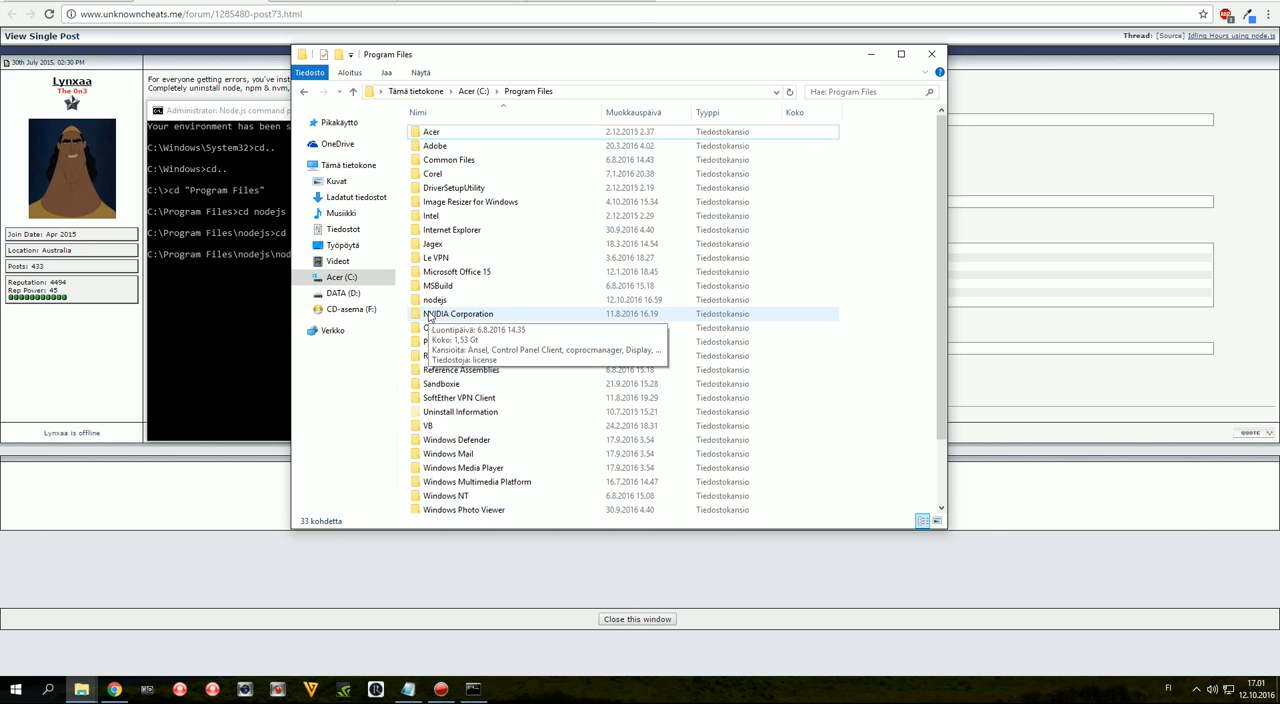 www.unknowncheats.me/forum/1285480-post73.html
View Single Post
Thread: [Source] Idling Hours using node.js
30th July 2015, 02:30 PM
Lynxaa
The 0n3
Join Date: Apr 2015
Location: Australia
Posts: 433
Reputation: 4494
Rep Power: 45
Lynxaa is offline
For everyone getting errors, you've inst
Completely uninstall node, npm & nvm,
Administrator: Node.js command p
Your environment has been s
C:\Windows\System32>cd..
C:\Windows>cd..
C:\>cd "Program Files"
C:\Program Files>cd nodejs
C:\Program Files\nodejs>cd
C:\Program Files\nodejs\nod
Program Files
Tiedosto Aloitus Jaa Näytä
Tämä tietokone Acer (C:) Program Files
Hae: Program Files
Pikakäyttö
OneDrive
Tämä tietokone
Kuvat
Ladatut tiedostot
Musiikki
Tiedostot
Työpöytä
Videot
Acer (C:)
DATA (D:)
CD-asema (F:)
Verkko
Nimi Muokkauspäivä Tyyppi Koko
Acer 2.12.2015 2.37 Tiedostokansio
Adobe 20.3.2016 4.02 Tiedostokansio
Common Files 6.8.2016 14.43 Tiedostokansio
Corel 7.1.2016 20.38 Tiedostokansio
DriverSetupUtility 2.12.2015 2.19 Tiedostokansio
Image Resizer for Windows 4.10.2016 15.34 Tiedostokansio
Intel 2.12.2015 2.29 Tiedostokansio
Internet Explorer 30.9.2016 4.40 Tiedostokansio
Jagex 18.3.2016 14.54 Tiedostokansio
Le VPN 3.6.2016 18.27 Tiedostokansio
Microsoft Office 15 12.1.2016 18.45 Tiedostokansio
MSBuild 6.8.2016 15.18 Tiedostokansio
nodejs 12.10.2016 16.59 Tiedostokansio
NVIDIA Corporation 11.8.2016 16.19 Tiedostokansio
Luontipäivä: 6.8.2016 14.35
Koko: 1,53 Gt
Kansioita: Ansel, Control Panel Client, coprocmanager, Display, ...
Tiedostoja: license
Tiedostokansio
Tiedostokansio
Tiedostokansio
Reference Assemblies 6.8.2016 15.18 Tiedostokansio
Sandboxie 21.9.2016 15.28 Tiedostokansio
SoftEther VPN Client 11.8.2016 19.29 Tiedostokansio
Uninstall Information 10.7.2015 15.21 Tiedostokansio
VB 24.2.2016 18.31 Tiedostokansio
Windows Defender 17.9.2016 3.54 Tiedostokansio
Windows Mail 17.9.2016 3.54 Tiedostokansio
Windows Media Player 17.9.2016 3.54 Tiedostokansio
Windows Multimedia Platform 16.7.2016 14.47 Tiedostokansio
Windows NT 6.8.2016 15.08 Tiedostokansio
Windows Photo Viewer 30.9.2016 4.40 Tiedostokansio
33 kohdetta
QUOTE
Close this window
FI
17.01
12.10.2016